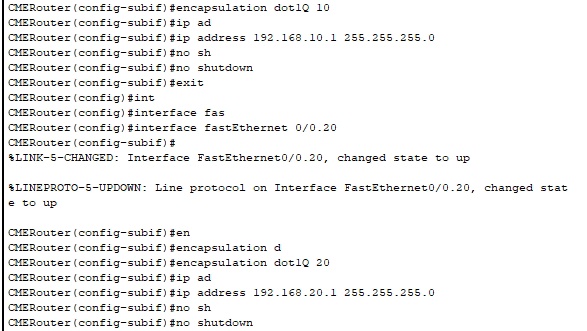 CMERouter(config-subif)#encapsulation dot1Q 10
CMERouter(config-subif)#ip ad
CMERouter(config-subif)#ip address 192.168.10.1 255.255.255.0
CMERouter(config-subif)#no sh
CMERouter(config-subif)#no shutdown
CMERouter(config-subif)#exit
CMERouter(config)#int
CMERouter(config)#interface fas
CMERouter(config)#interface fastEthernet 0/0.20
CMERouter(config-subif)#
%LINK-5-CHANGED: Interface FastEthernet0/0.20, changed state to up
%LINEPROTO-5-UPDOWN: Line protocol on Interface FastEthernet0/0.20, changed stat
e to up
CMERouter(config-subif)#en
CMERouter(config-subif)#encapsulation d
CMERouter(config-subif)#encapsulation dot1Q 20
CMERouter(config-subif)#ip ad
CMERouter(config-subif)#ip address 192.168.20.1 255.255.255.0
CMERouter(config-subif)#no sh
CMERouter(config-subif)#no shutdown